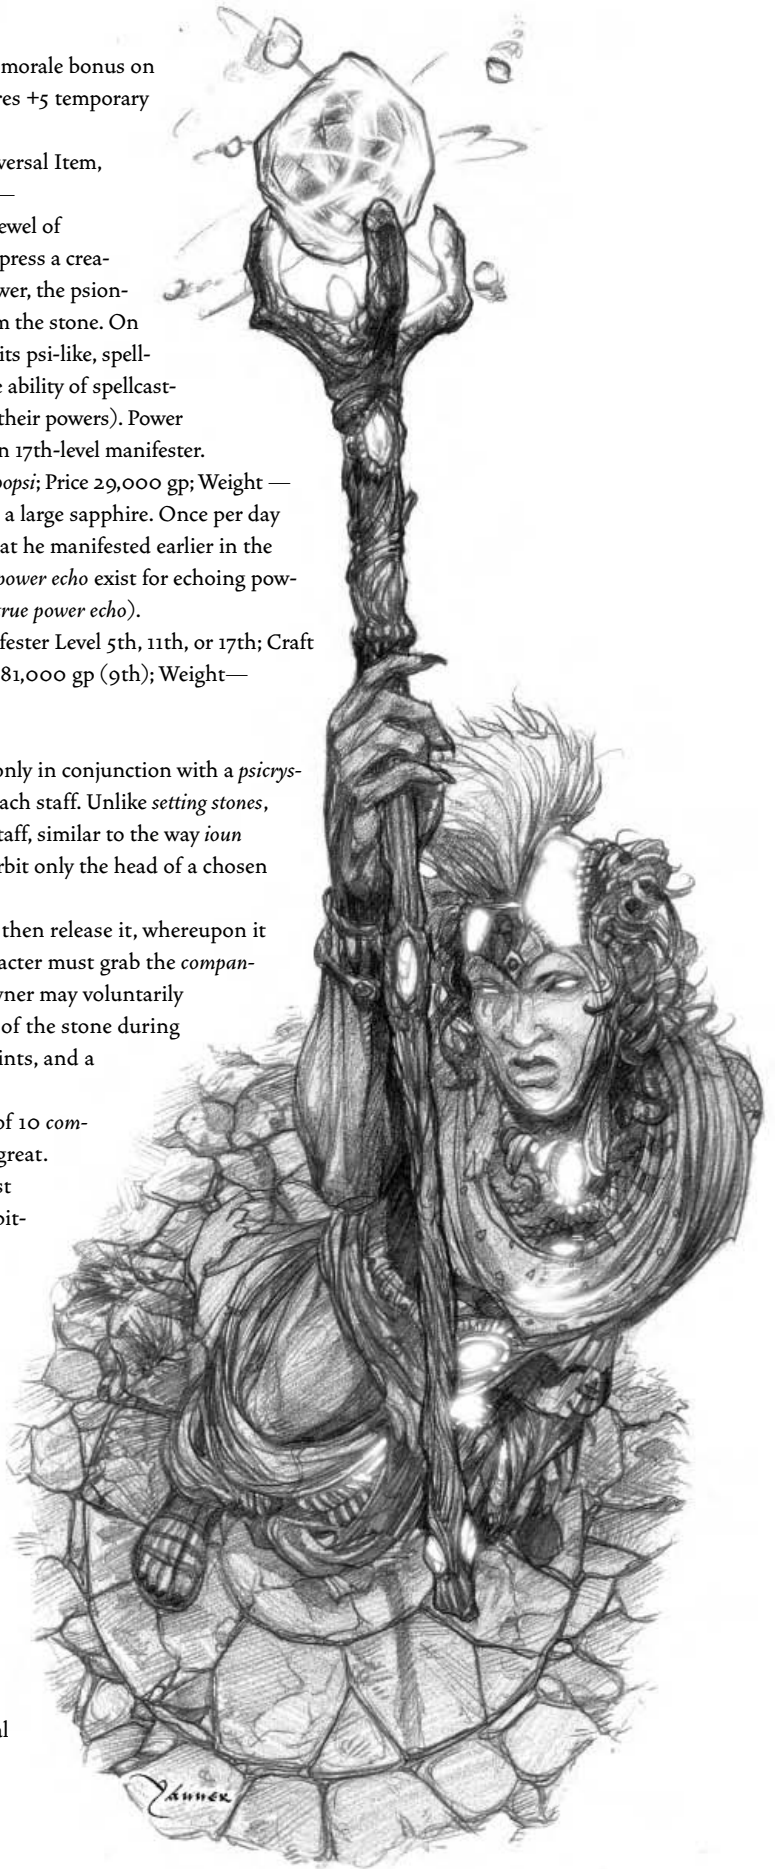 morale bonus on
res +5 temporary
versal Item,
—
ewel of
press a crea-
wer, the psion-
m the stone. On
its psi-like, spell-
e ability of spellcast-
their powers). Power
n 17th-level manifester.
opsi; Price 29,000 gp; Weight —
a large sapphire. Once per day
at he manifested earlier in the
power echo exist for echoing pow-
rue power echo).
fester Level 5th, 11th, or 17th; Craft
81,000 gp (9th); Weight—
only in conjunction with a psicrys-
ach staff. Unlike setting stones,
taff, similar to the way ioun
rbit only the head of a chosen
then release it, whereupon it
acter must grab the compan-
wner may voluntarily
of the stone during
ints, and a
of 10 com-
great.
st
bit-
al